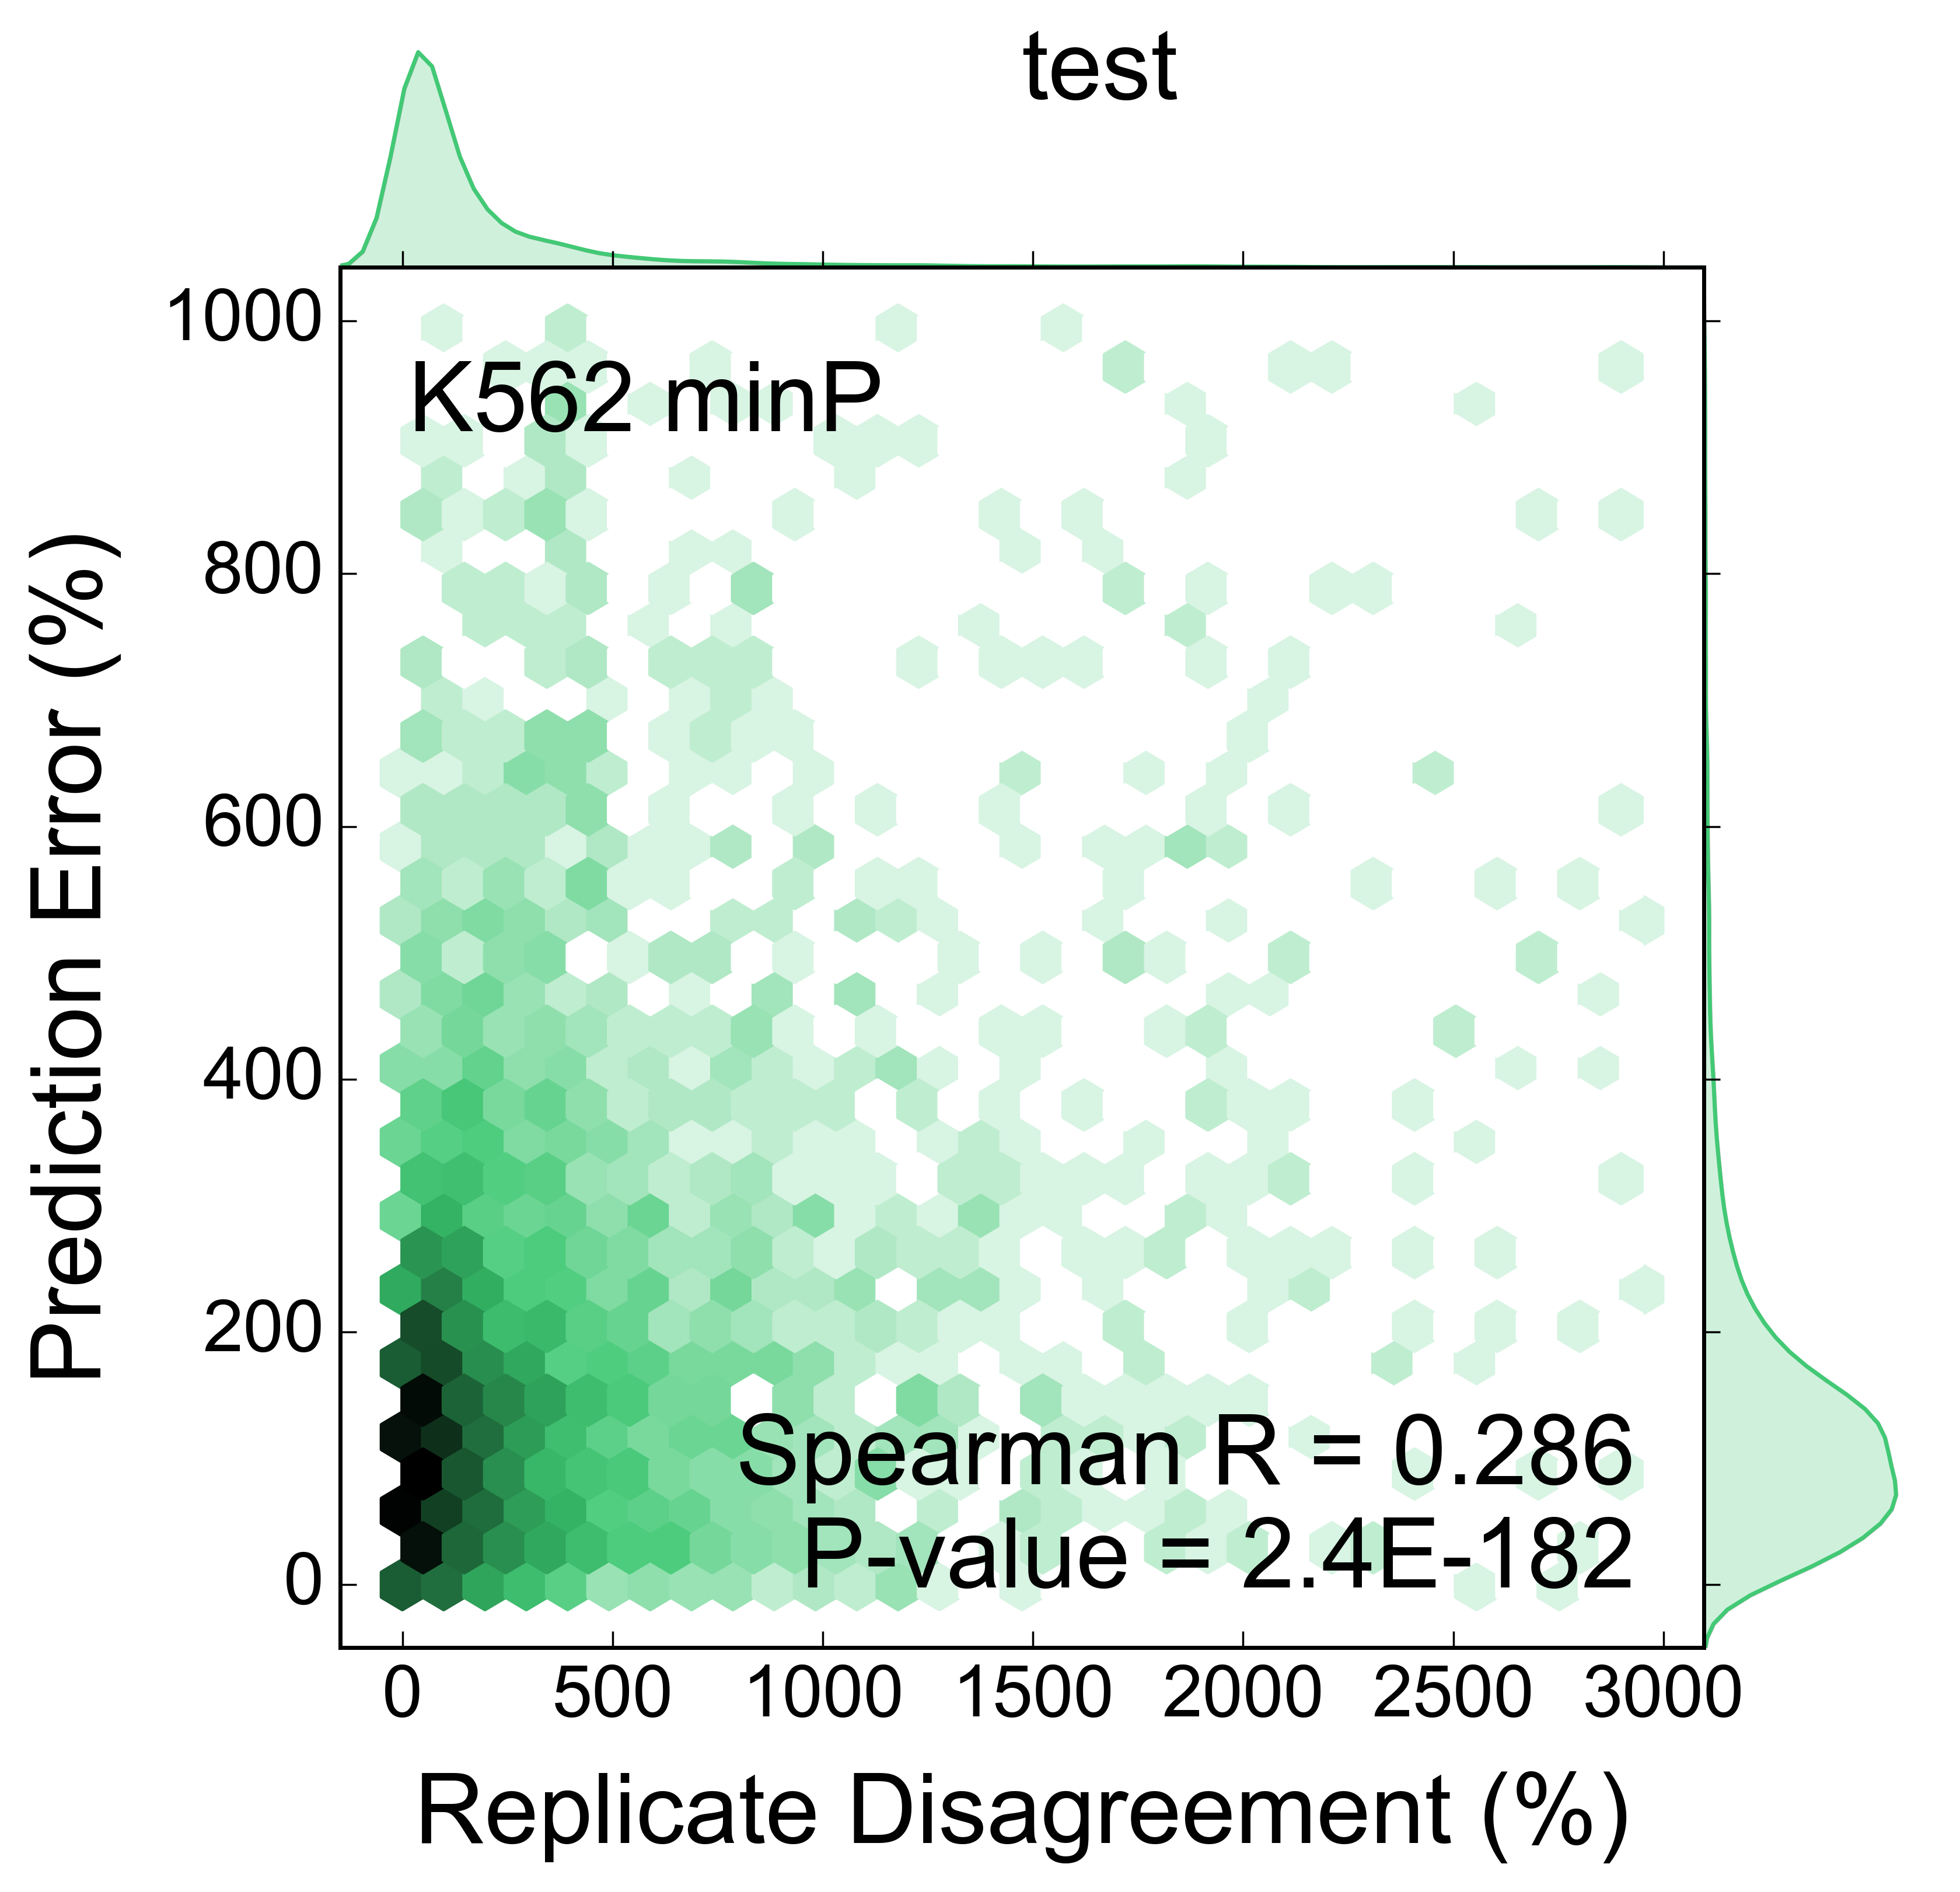 test
K562 minP
Prediction Error (%)
1000
800
600
400
200
0
Spearman R = 0.286
P-value = 2.4E-182
0 500 1000 1500 2000 2500 3000
Replicate Disagreement (%)